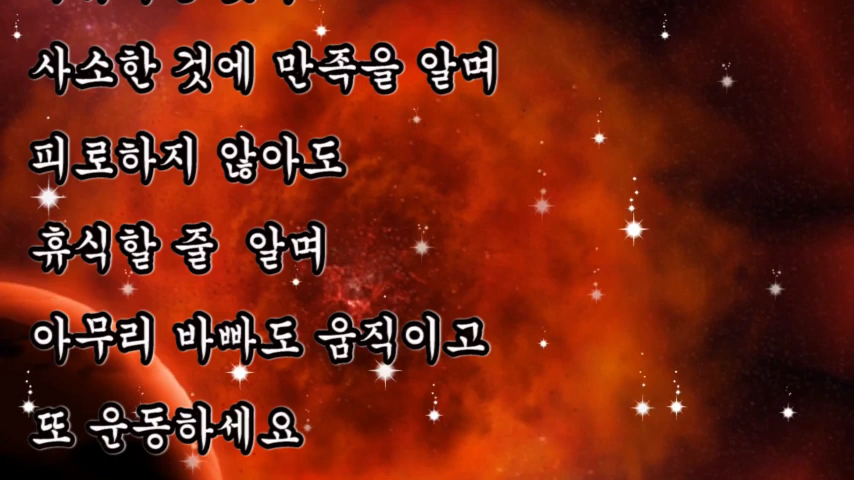 사소한 것에 만족을 알며
피로하지 않아도
휴식할 줄 알며
아무리 바빠도 움직이고
또 운동하세요